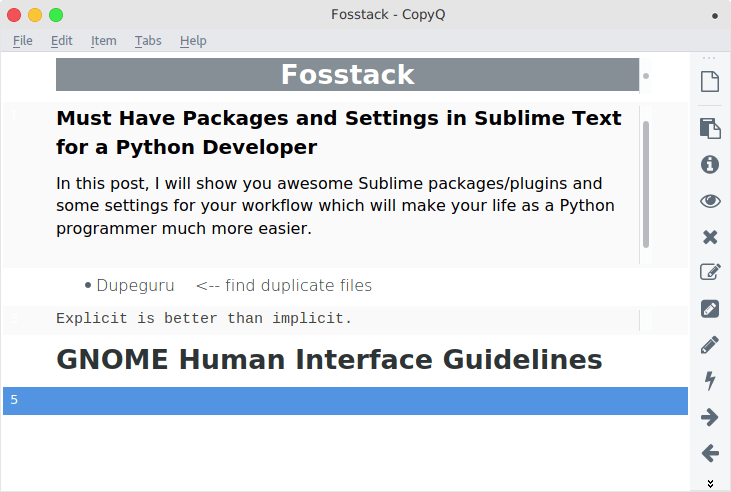 Fosstack - CopyQ
File Edit Item Tabs Help
Fosstack
Must Have Packages and Settings in Sublime Text
for a Python Developer
In this post, I will show you awesome Sublime packages/plugins and
some settings for your workflow which will make your life as a Python
programmer much more easier.
• Dupeguru <-- find duplicate files
Explicit is better than implicit.
GNOME Human Interface Guidelines
5